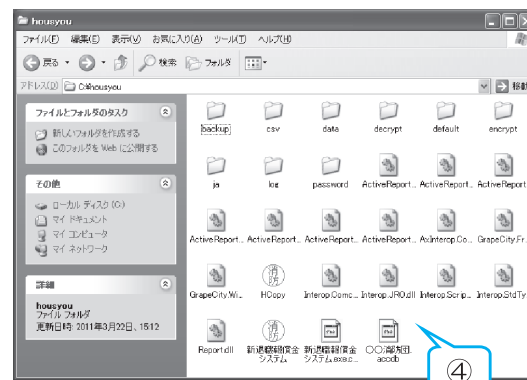 housyou
ファイル(F) 編集(E) 表示(V) お気に入り(A) ツール(T) ヘルプ(H)
戻る 検索 フォルダ
アドレス(D) C:¥housyou 移動
ファイルとフォルダのタスク
新しいフォルダを作成する
このフォルダを Web に公開する
その他
ローカル ディスク (C:)
マイ ドキュメント
マイ コンピュータ
マイ ネットワーク
詳細
housyou
ファイル フォルダ
更新日時: 2011年3月22日、15:12
backup csv data decrypt default encrypt
ja log password ActiveReport... ActiveReport... ActiveReport
ActiveReport... ActiveReport... ActiveReport... ActiveReport... AxInterop.Co... GrapeCity.Fr...
GrapeCity.Wi... HCopy Interop.Comc... Interop.JRO.dll Interop.Scrip... Interop.StdTy
Report.dll 新退職報償金システム 新退職報償金システム.exe.c... 〇〇消防団.accdb
消防
消防
④